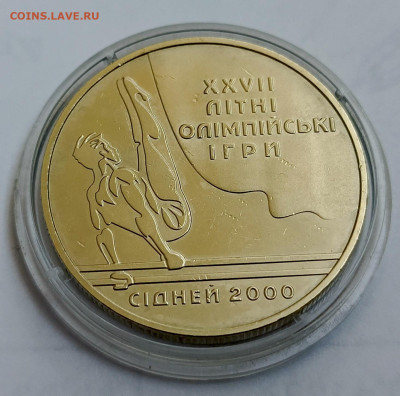 COINS.LAVE.RU
XXVII
ЛІТНІ
ОЛІМПІЙСЬКІ
ІГРИ
СІДНЕЙ 2000